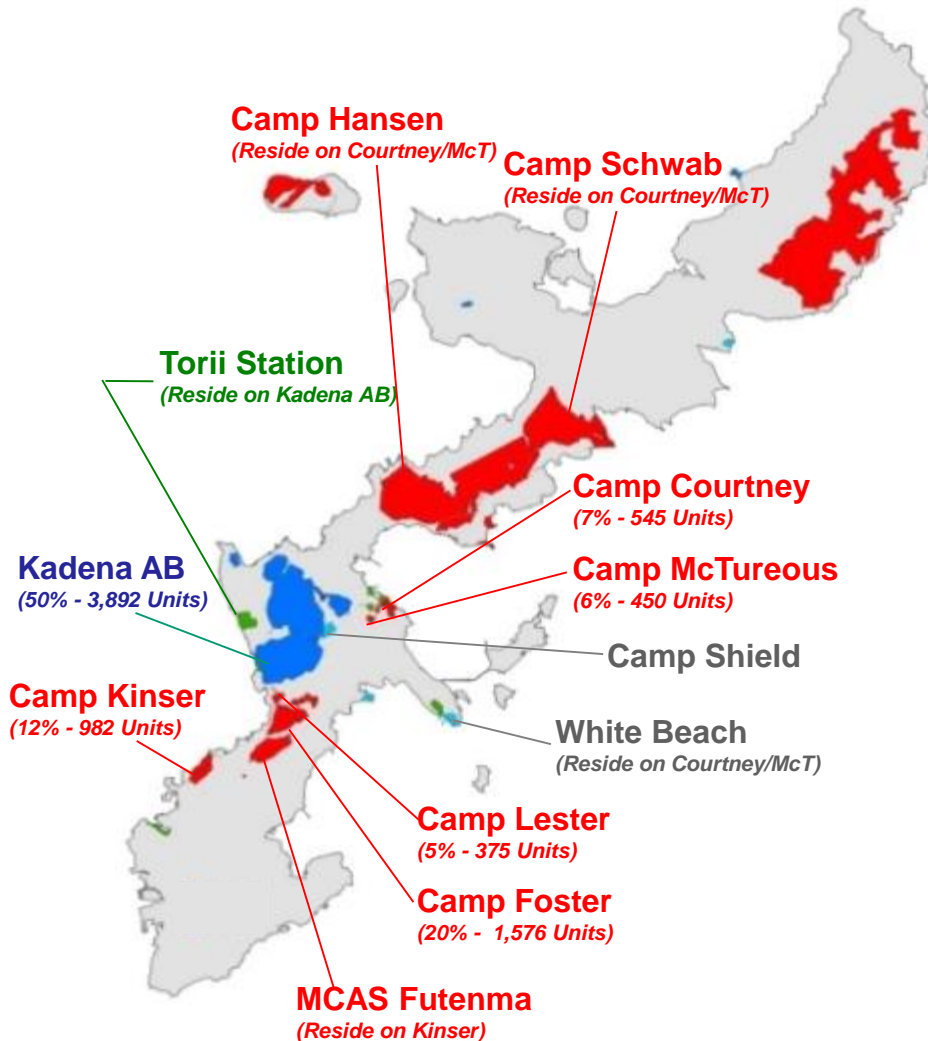 Camp Hansen
(Reside on Courtney/McT)
Camp Schwab
(Reside on Courtney/McT)
Torii Station
(Reside on Kadena AB)
Camp Courtney
(7% - 545 Units)
Kadena AB
(50% - 3,892 Units)
Camp McTureous
(6% - 450 Units)
Camp Shield
Camp Kinser
(12% - 982 Units)
White Beach
(Reside on Courtney/McT)
Camp Lester
(5% - 375 Units)
Camp Foster
(20% - 1,576 Units)
MCAS Futenma
(Reside on Kinser)